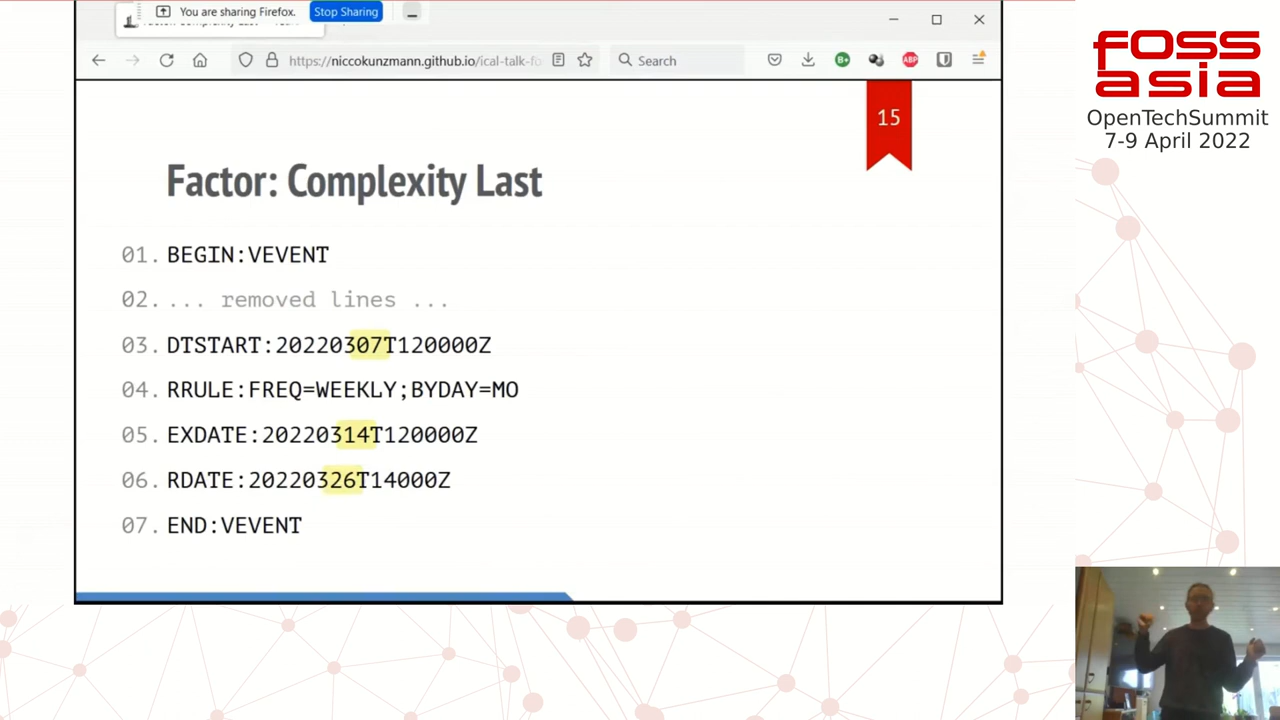 You are sharing Firefox.
Stop Sharing
https://niccokunzmann.github.io/ical-talk-fo
Search
B+
ABP
foss
asia
OpenTechSummit
7-9 April 2022
15
Factor: Complexity Last
01. BEGIN:VEVENT
02. ... removed lines ...
03. DTSTART:20220307T120000Z
04. RRULE:FREQ=WEEKLY;BYDAY=MO
05. EXDATE:20220314T120000Z
06. RDATE:20220326T14000Z
07. END:VEVENT